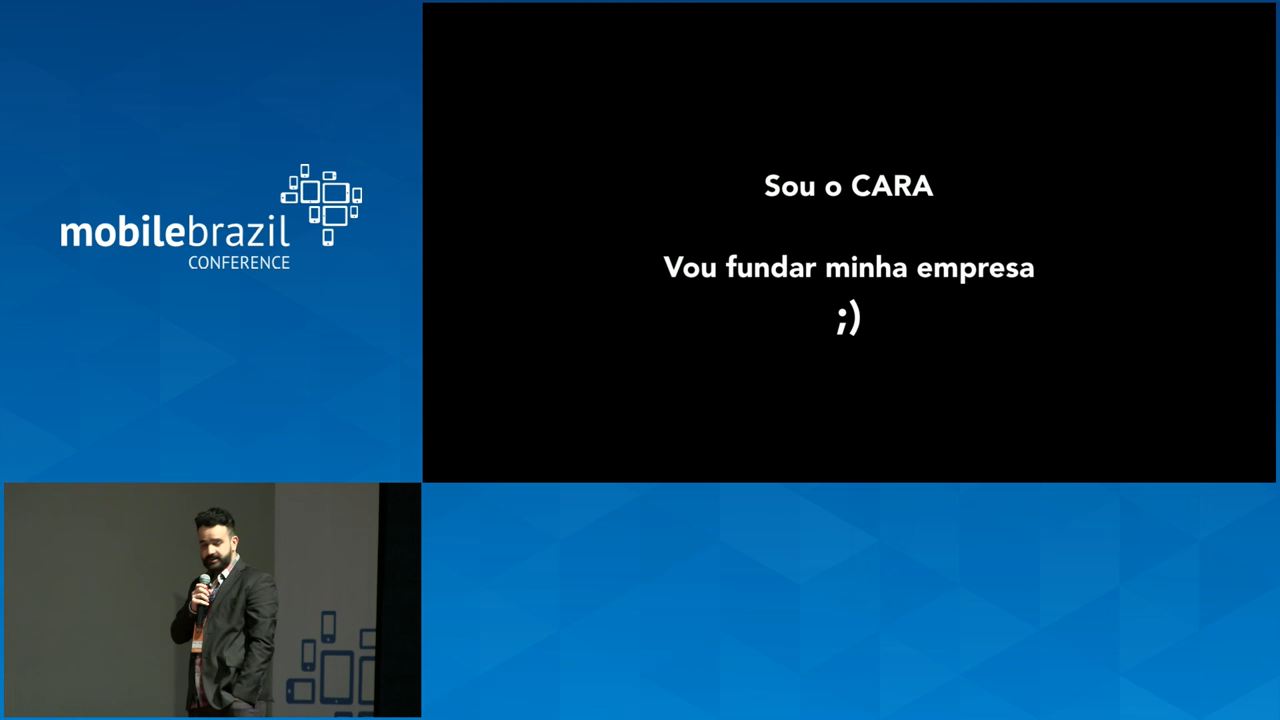 mobilebrazil
CONFERENCE
Sou o CARA
Vou fundar minha empresa
;)